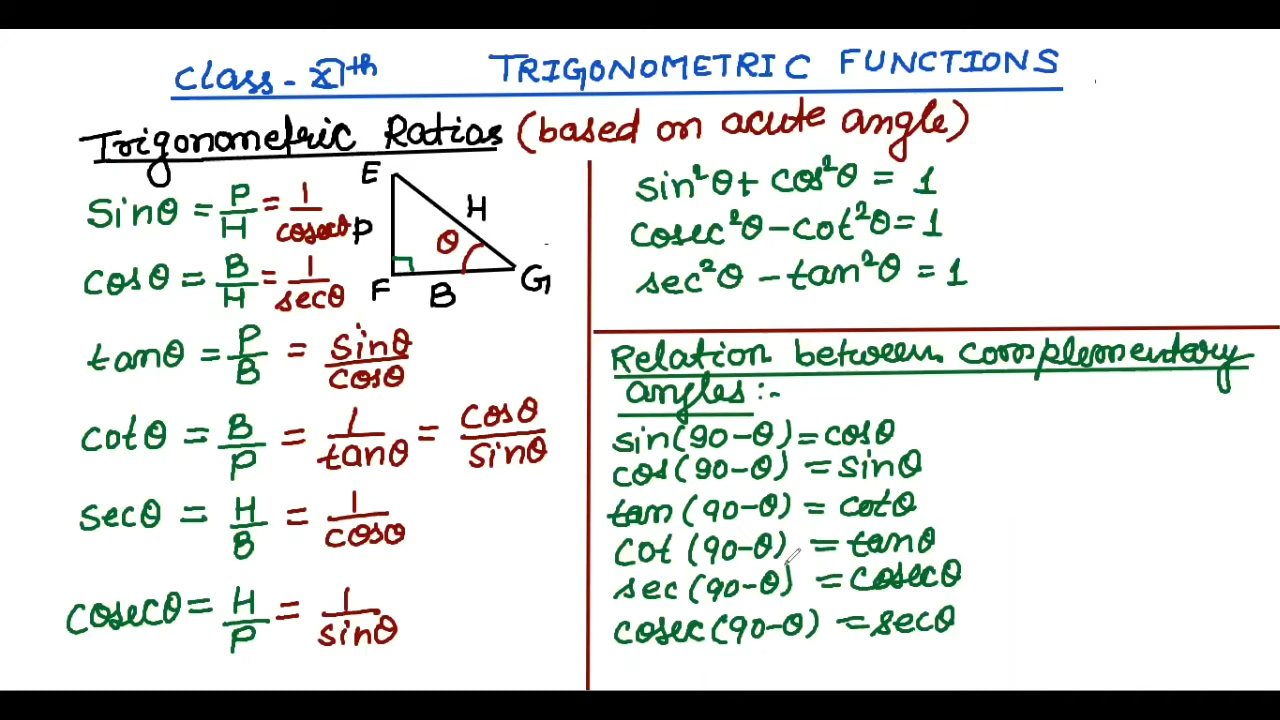 Class - XIth TRIGONOMETRIC FUNCTIONS
Trigonometric Ratias (based on acute angle)
sinθ = P/H = 1/cosecθ
cosθ = B/H = 1/secθ
tanθ = P/B = sinθ/cosθ
cotθ = B/P = 1/tanθ = cosθ/sinθ
secθ = H/B = 1/cosθ
cosecθ = H/P = 1/sinθ
E
H
P
θ
F
B
G
sin²θ + cos²θ = 1
cosec²θ - cot²θ = 1
sec²θ - tan²θ = 1
Relation between complementory
angles:-
sin(90-θ) = cosθ
cos(90-θ) = sinθ
tan(90-θ) = cotθ
cot(90-θ) = tanθ
sec(90-θ) = cosecθ
cosec(90-θ) = secθ